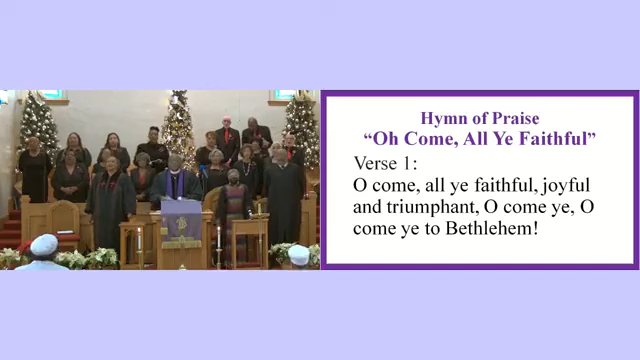 Hymn of Praise
“Oh Come, All Ye Faithful”
Verse 1:
O come, all ye faithful, joyful
and triumphant, O come ye, O
come ye to Bethlehem!